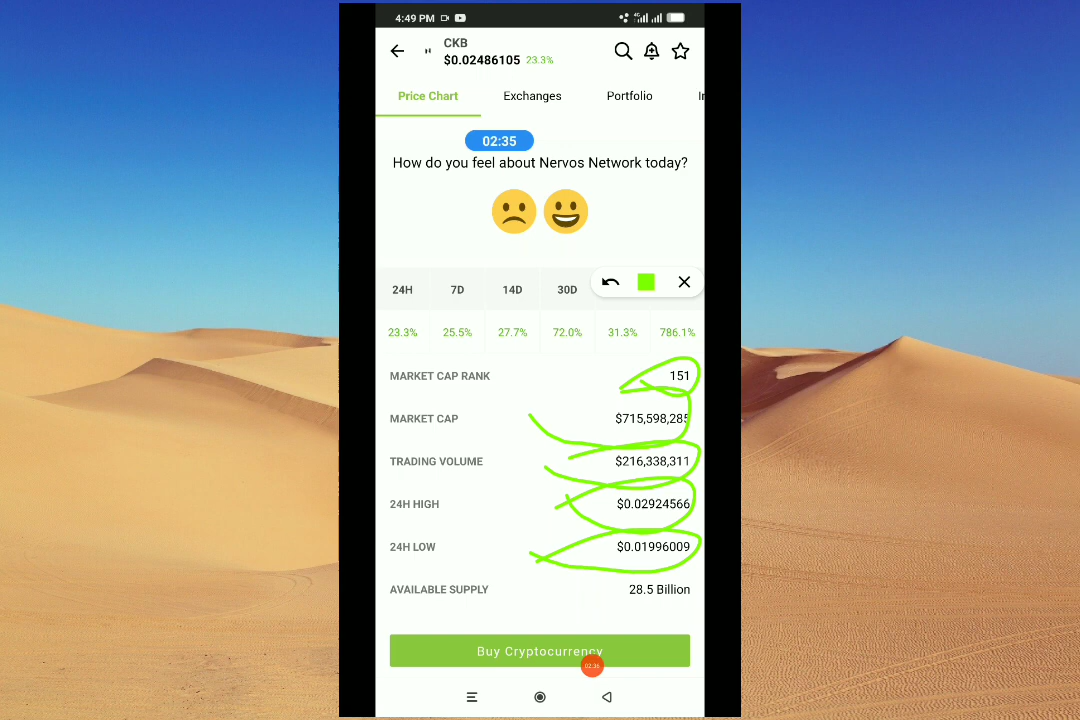 4:49 PM 4G
CKB
$0.02486105 23.3%
Price Chart Exchanges Portfolio
02:35
How do you feel about Nervos Network today?
24H 7D 14D 30D
23.3% 25.5% 27.7% 72.0% 31.3% 786.1%
MARKET CAP RANK 151
MARKET CAP $715,598,285
TRADING VOLUME $216,338,311
24H HIGH $0.02924566
24H LOW $0.01996009
AVAILABLE SUPPLY 28.5 Billion
Buy Cryptocurrency
02:36